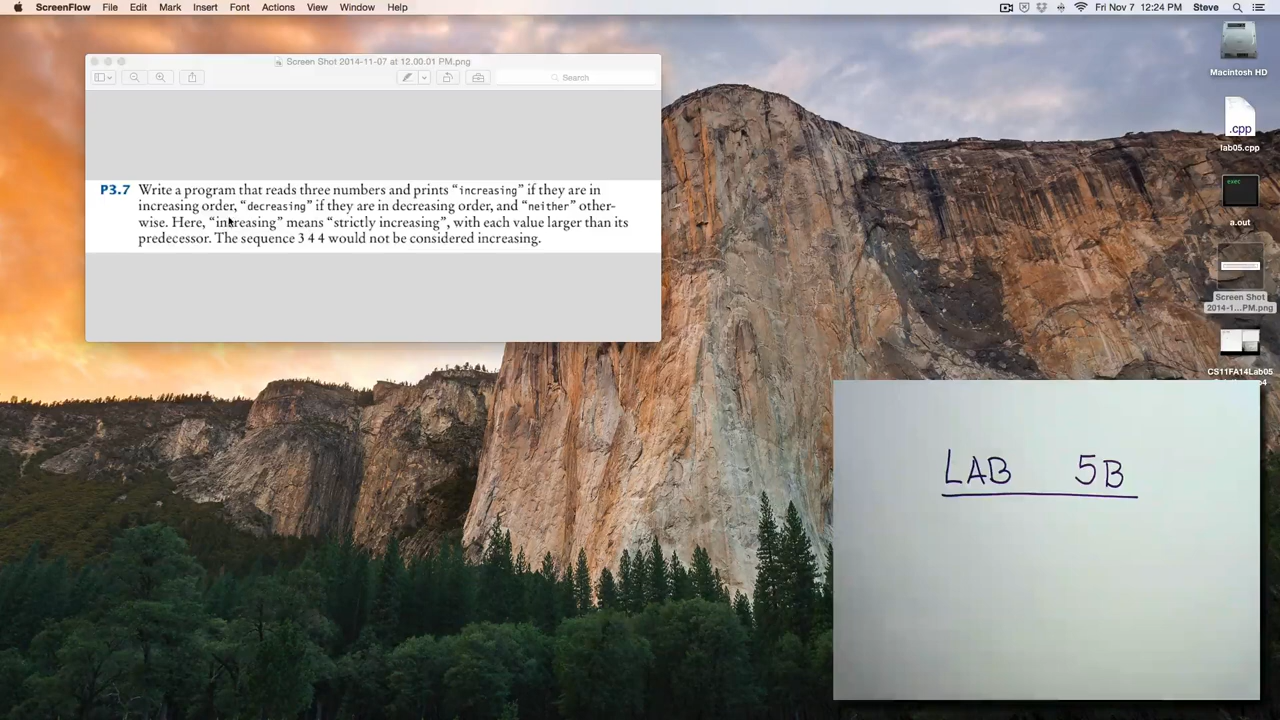 ScreenFlow File Edit Mark Insert Font Actions View Window Help
Fri Nov 7 12:24 PM Steve
Screen Shot 2014-11-07 at 12.00.01 PM.png
Search
P3.7 Write a program that reads three numbers and prints “increasing” if they are in
increasing order, “decreasing” if they are in decreasing order, and “neither” other-
wise. Here, “increasing” means “strictly increasing”, with each value larger than its
predecessor. The sequence 3 4 4 would not be considered increasing.
Macintosh HD
.cpp
lab05.cpp
exec
a.out
Screen Shot
2014-1...PM.png
CS11FA14Lab05
4
LAB 5B